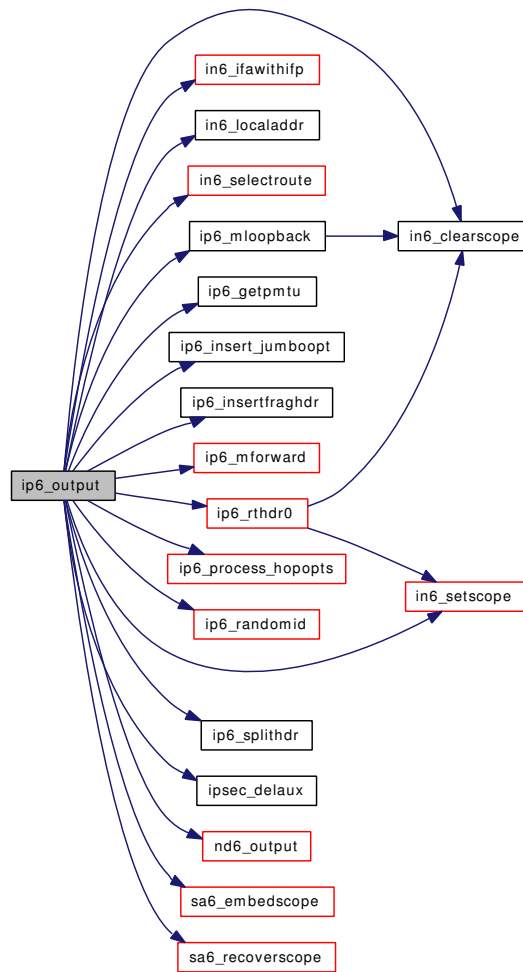 in6_ifawithifp
in6_localaddr
in6_selectroute
ip6_mloopback
in6_clearscope
ip6_getpmtu
ip6_insert_jumboopt
ip6_insertfraghdr
ip6_mforward
ip6_output
ip6_rthdr0
ip6_process_hopopts
in6_setscope
ip6_randomid
ip6_splithdr
ipsec_delaux
nd6_output
sa6_embedscope
sa6_recoverscope